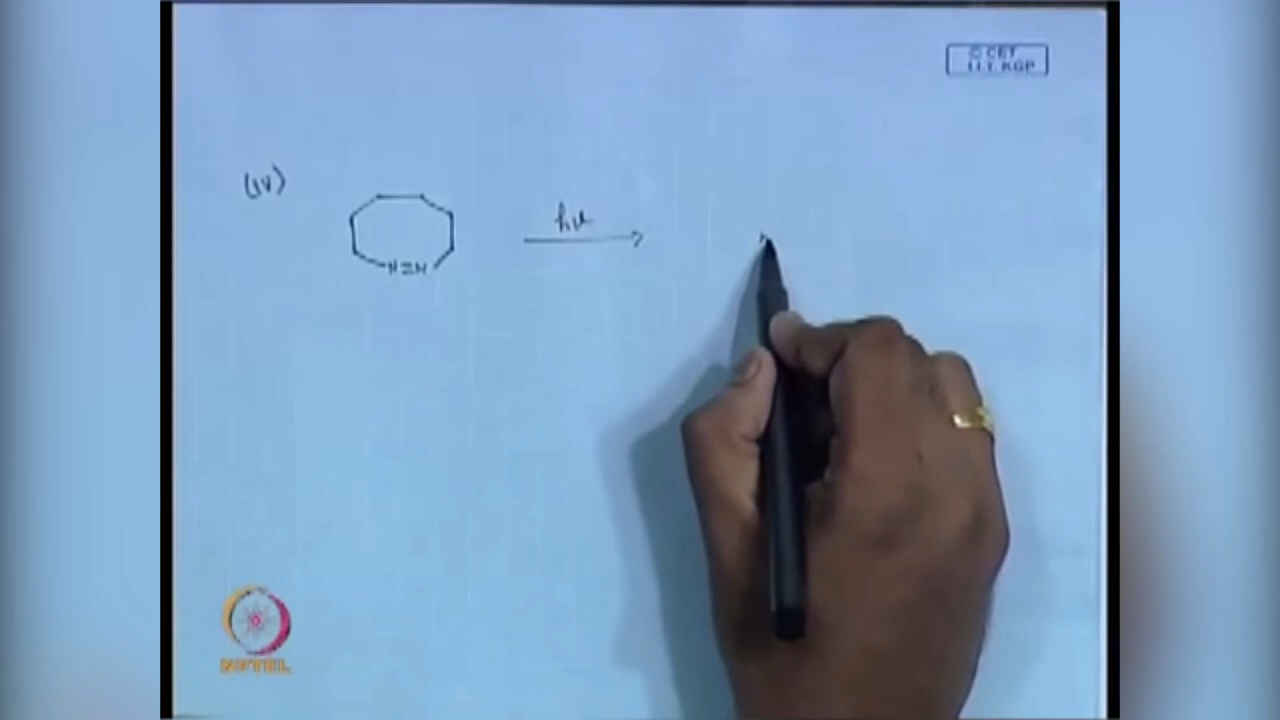 © CET
I.I.T. KGP
(iv)
hν
N=N
NPTEL